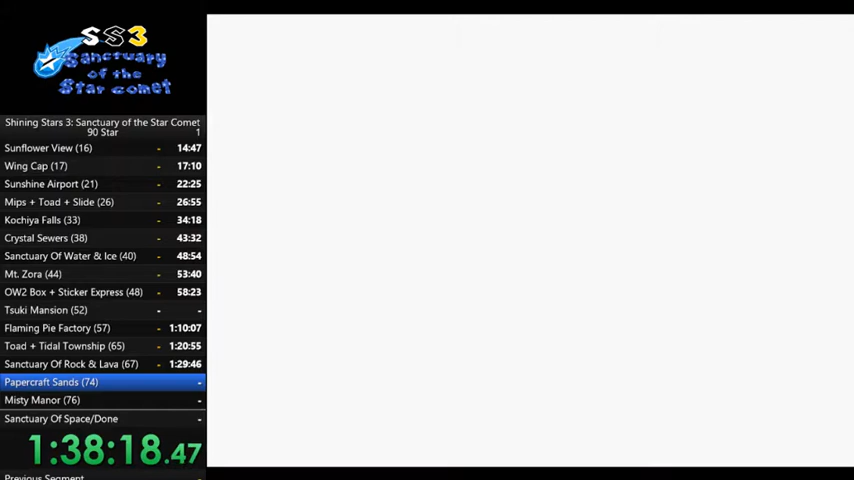 SS3
Sanctuary
of the
Star Comet
Shining Stars 3: Sanctuary of the Star Comet
90 Star 1
Sunflower View (16) - 14:47
Wing Cap (17) - 17:10
Sunshine Airport (21) - 22:25
Mips + Toad + Slide (26) - 26:55
Kochiya Falls (33) - 34:18
Crystal Sewers (38) - 43:32
Sanctuary Of Water & Ice (40) - 48:54
Mt. Zora (44) - 53:40
OW2 Box + Sticker Express (48) - 58:23
Tsuki Mansion (52) - -
Flaming Pie Factory (57) - 1:10:07
Toad + Tidal Township (65) - 1:20:55
Sanctuary Of Rock & Lava (67) - 1:29:46
Papercraft Sands (74) -
Misty Manor (76) -
Sanctuary Of Space/Done -
1:38:18.47
Previous Segment -